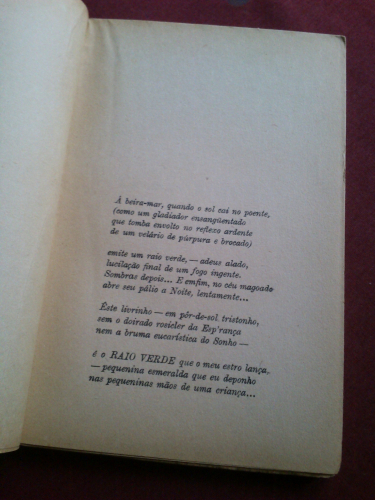 À beira-mar, quando o sol cai no poente,
(como um gladiador ensangüentado
que tomba envolto no reflexo ardente
de um velário de púrpura e brocado)
emite um raio verde, — adeus alado,
lucilação final de um fogo ingente.
Sombras depois... E emfim, no céu magoado
abre seu pálio a Noite, lentamente...
Êste livrinho — em pôr-de-sol tristonho,
sem o doirado rosicler da Esp'rança
nem a bruma eucarística do Sonho —
é o RAIO VERDE que o meu estro lança,
— pequenina esmeralda que eu deponho
nas pequeninas mãos de uma criança...